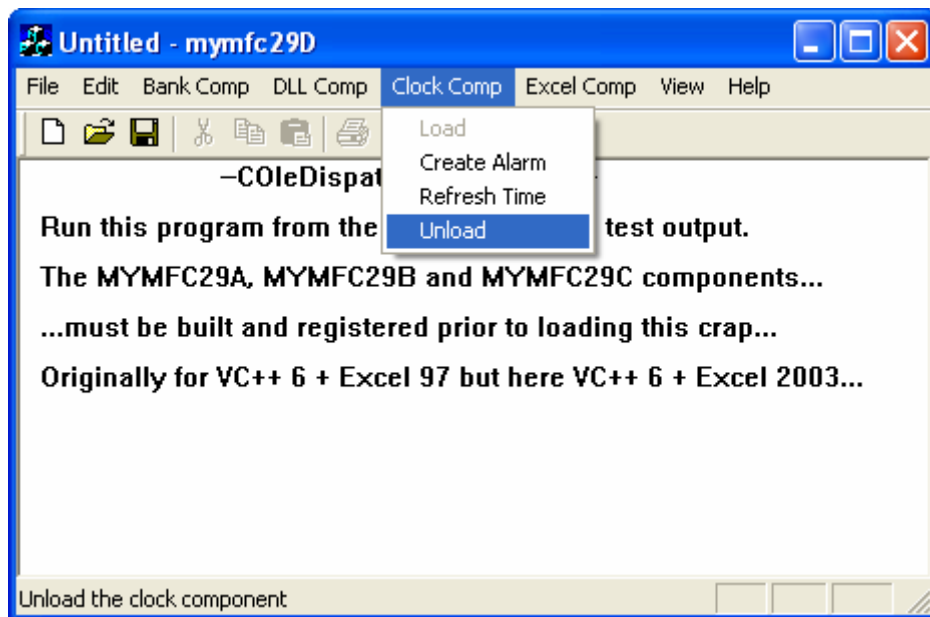 Untitled - mymfc29D
File Edit Bank Comp DLL Comp Clock Comp Excel Comp View Help
Load
Create Alarm
Refresh Time
Unload
–COleDispat
Run this program from the test output.
The MYMFC29A, MYMFC29B and MYMFC29C components...
...must be built and registered prior to loading this crap...
Originally for VC++ 6 + Excel 97 but here VC++ 6 + Excel 2003...
Unload the clock component